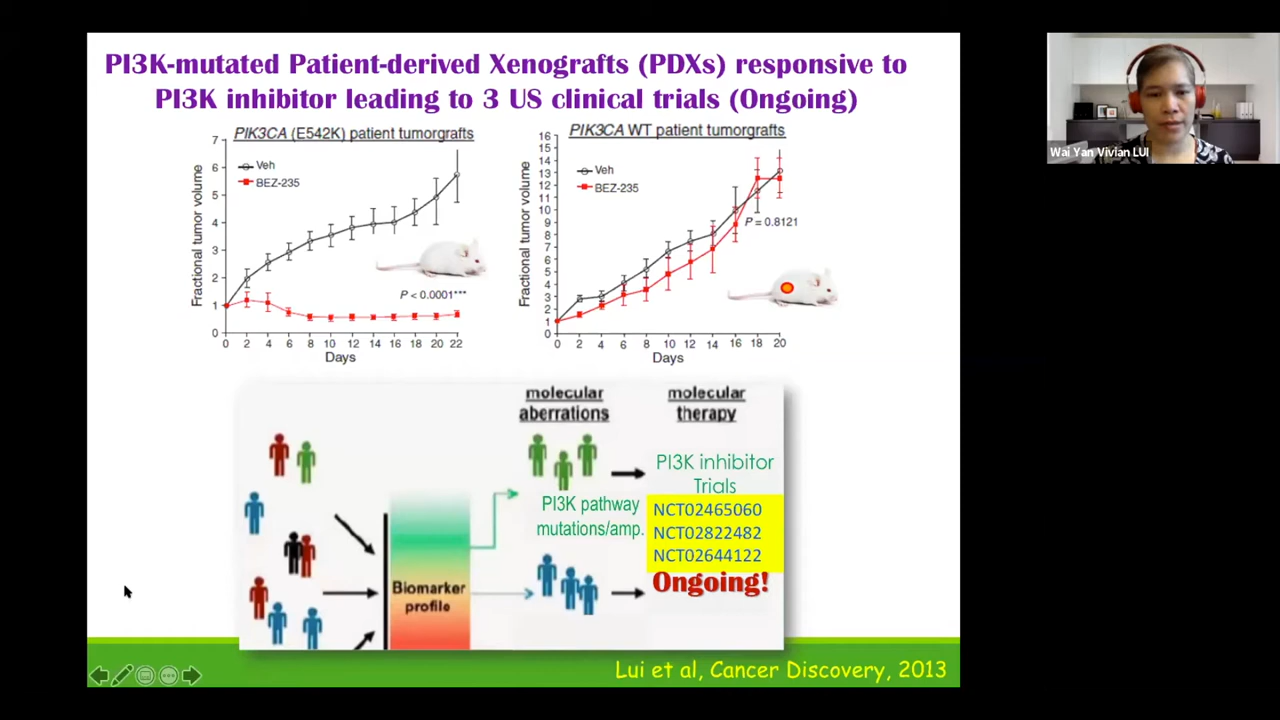 PI3K-mutated Patient-derived Xenografts (PDXs) responsive to
PI3K inhibitor leading to 3 US clinical trials (Ongoing)
PIK3CA (E542K) patient tumorgrafts
Fractional tumor volume
7
6
5
4
3
2
1
0
Veh
BEZ-235
P < 0.0001***
0 2 4 6 8 10 12 14 16 18 20 22
Days
PIK3CA WT patient tumorgrafts
Fractional tumor volume
16
15
14
13
12
11
10
9
8
7
6
5
4
3
2
1
0
Veh
BEZ-235
P = 0.8121
0 2 4 6 8 10 12 14 16 18 20
Days
Wai Yan Vivian LUI
molecular
aberrations
molecular
therapy
PI3K pathway
mutations/amp.
PI3K inhibitor
Trials
NCT02465060
NCT02822482
NCT02644122
Ongoing!
Biomarker
profile
Lui et al, Cancer Discovery, 2013